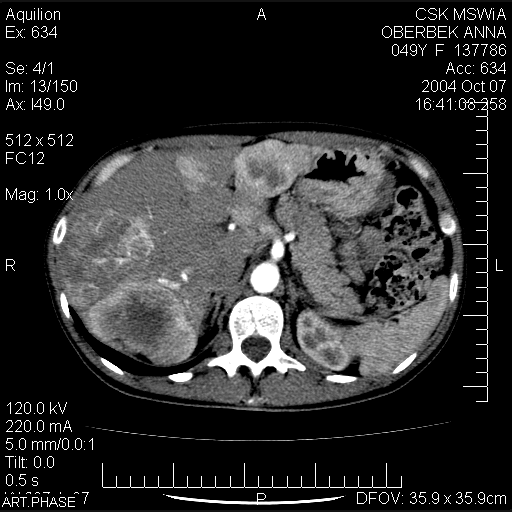 Aquilion
Ex: 634
Se: 4/1
Im: 13/150
Ax: I49.0
512 x 512
FC12
Mag: 1.0x
A
CSK MSWiA
OBERBEK ANNA
049Y F 137786
Acc: 634
2004 Oct 07
16:41:08.258
R
L
120.0 kV
220.0 mA
5.0 mm/0.0:1
Tilt: 0.0
0.5 s
ART.PHASE
P
DFOV: 35.9 x 35.9cm